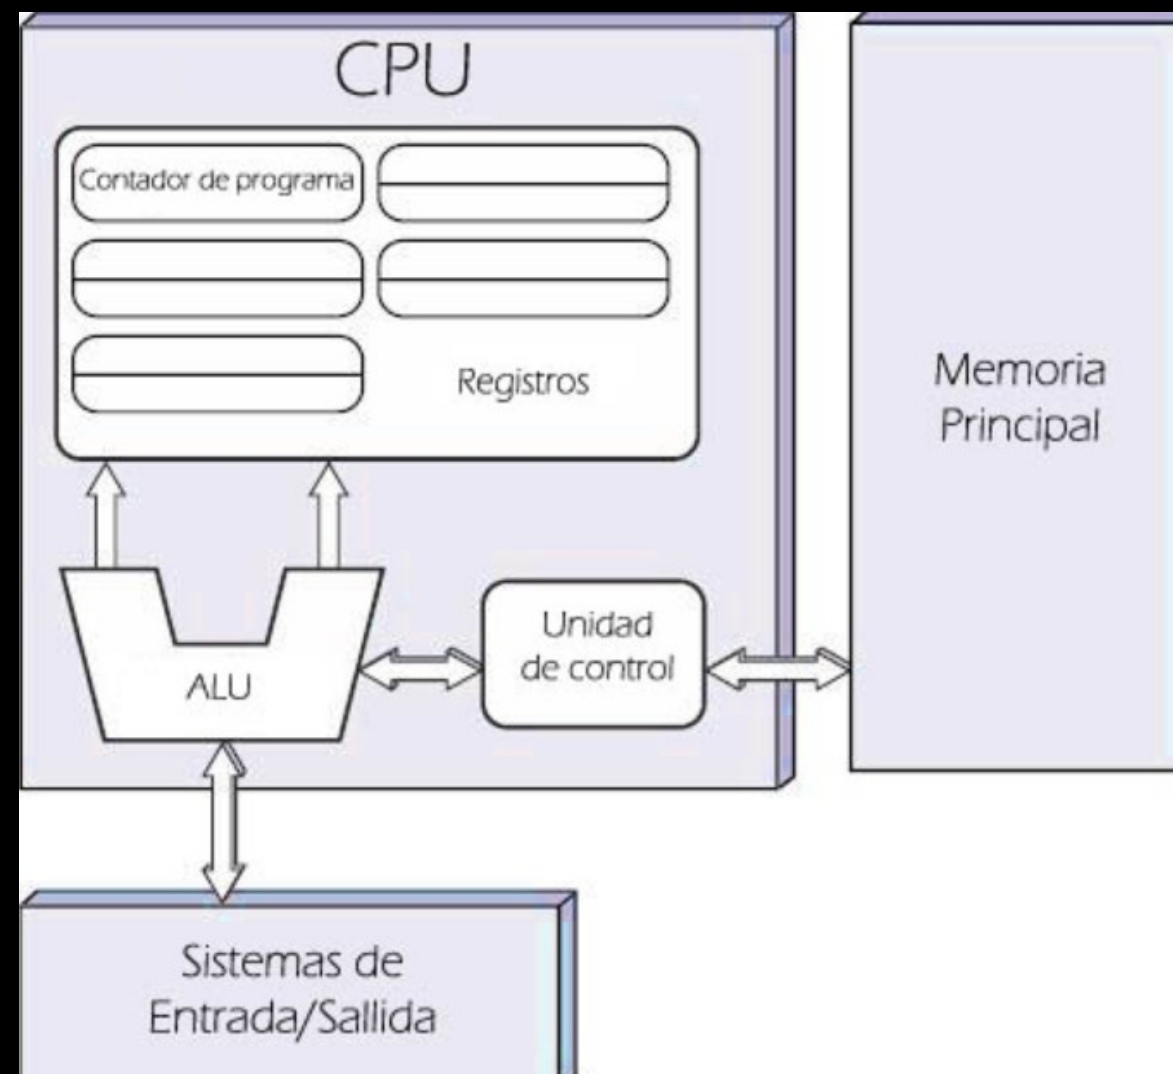 CPU
Contador de programa
Registros
Memoria
Principal
Unidad
de control
ALU
Sistemas de
Entrada/Sallida